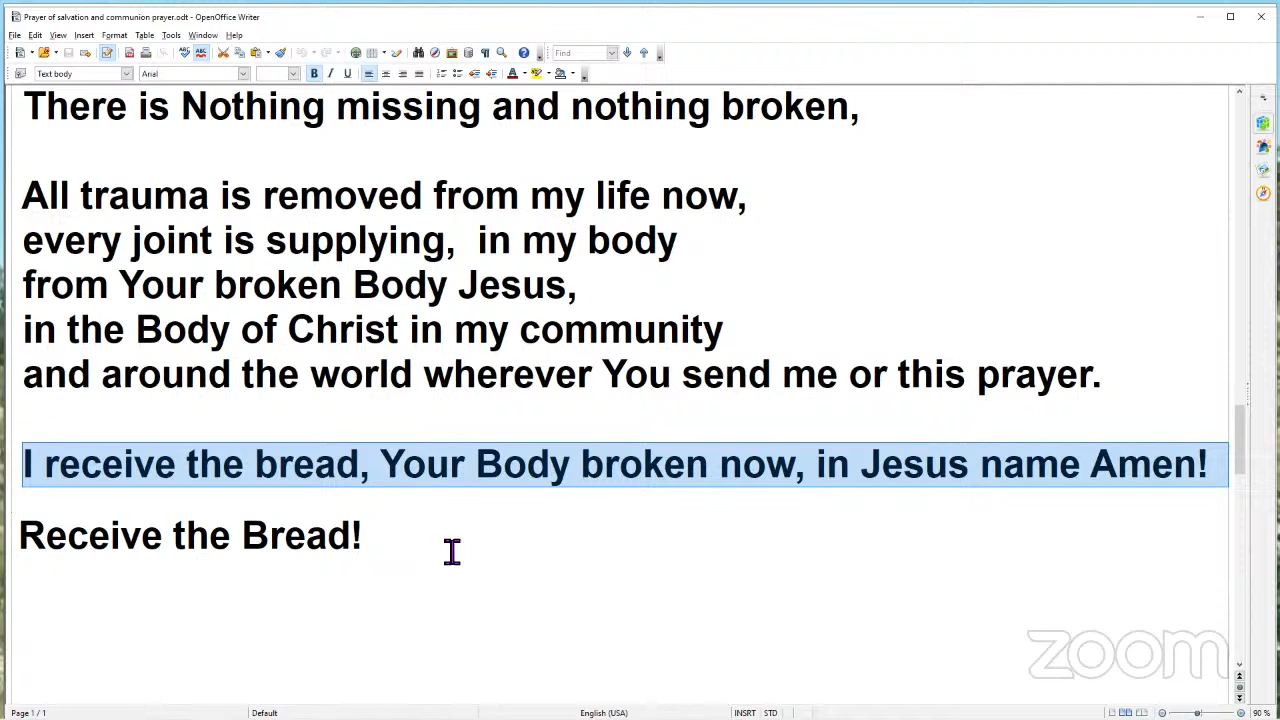 Prayer of salvation and communion prayer.odt - OpenOffice Writer
File Edit View Insert Format Table Tools Window Help
Find
Text body Arial
There is Nothing missing and nothing broken,
All trauma is removed from my life now,
every joint is supplying,  in my body
from Your broken Body Jesus,
in the Body of Christ in my community
and around the world wherever You send me or this prayer.
I receive the bread, Your Body broken now, in Jesus name Amen!
Receive the Bread!
zoom
Page 1 / 1 Default English (USA) INSRT STD 90 %